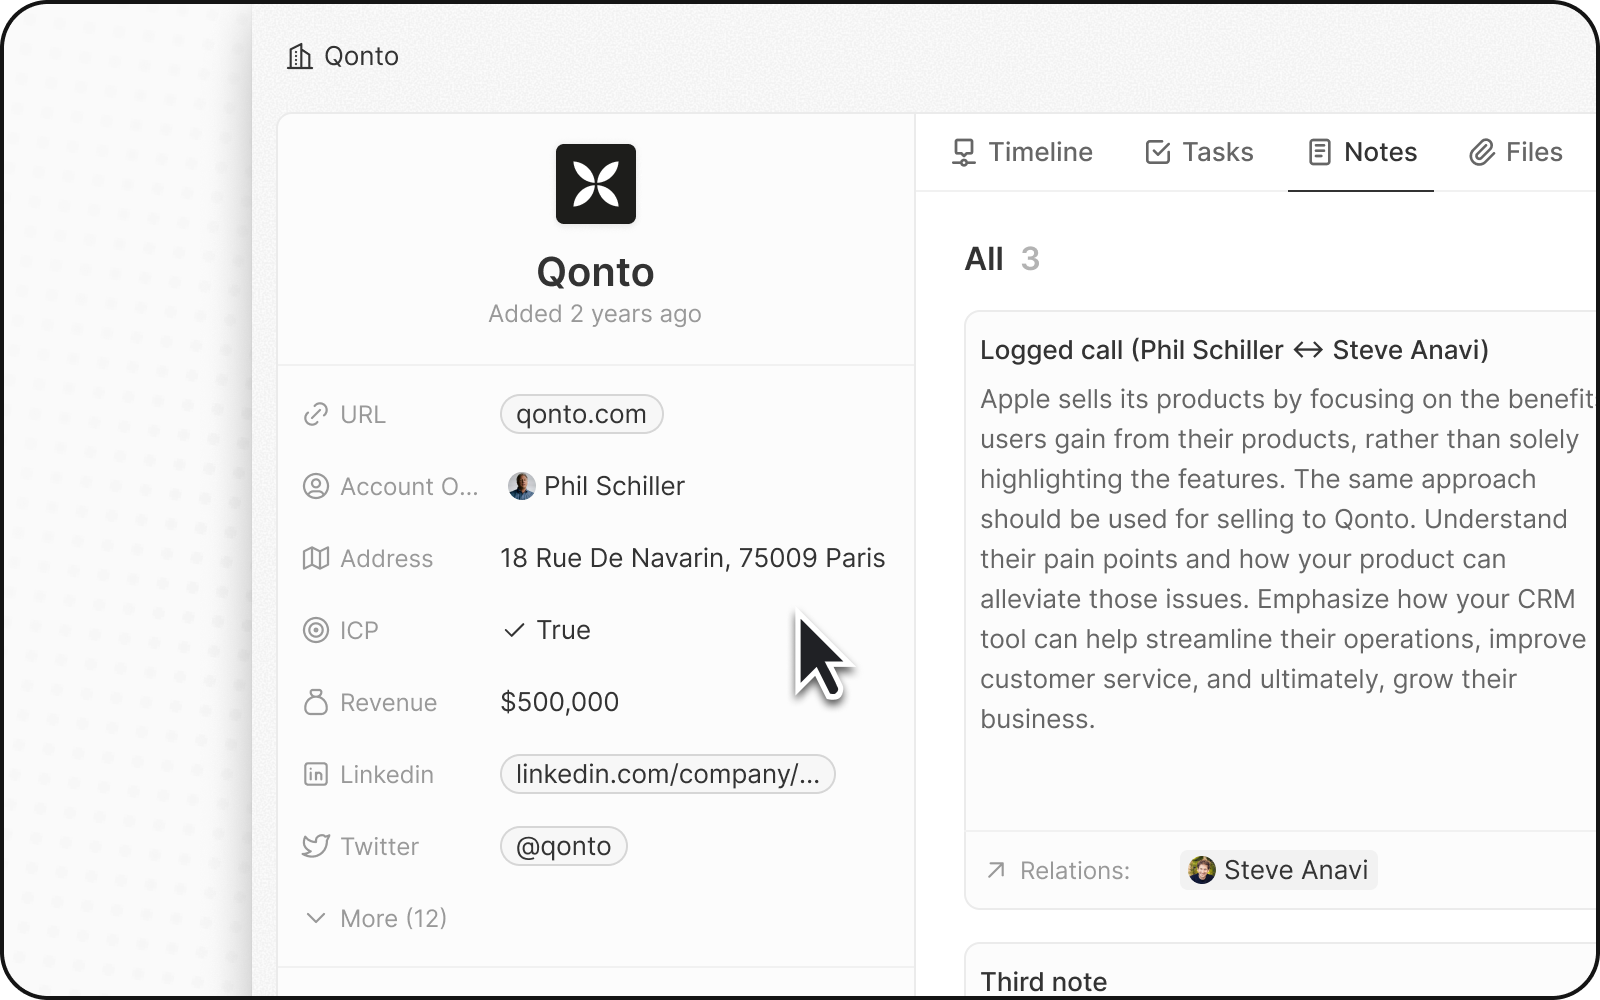 Qonto
Qonto
Added 2 years ago
URL
qonto.com
Account O...
Phil Schiller
Address
18 Rue De Navarin, 75009 Paris
ICP
True
Revenue
$500,000
Linkedin
in
linkedin.com/company/...
Twitter
@qonto
More (12)
Timeline
Tasks
Notes
Files
All 3
Logged call (Phil Schiller ↔ Steve Anavi)
Apple sells its products by focusing on the benefit
users gain from their products, rather than solely
highlighting the features. The same approach
should be used for selling to Qonto. Understand
their pain points and how your product can
alleviate those issues. Emphasize how your CRM
tool can help streamline their operations, improve
customer service, and ultimately, grow their
business.
Relations:
Steve Anavi
Third note